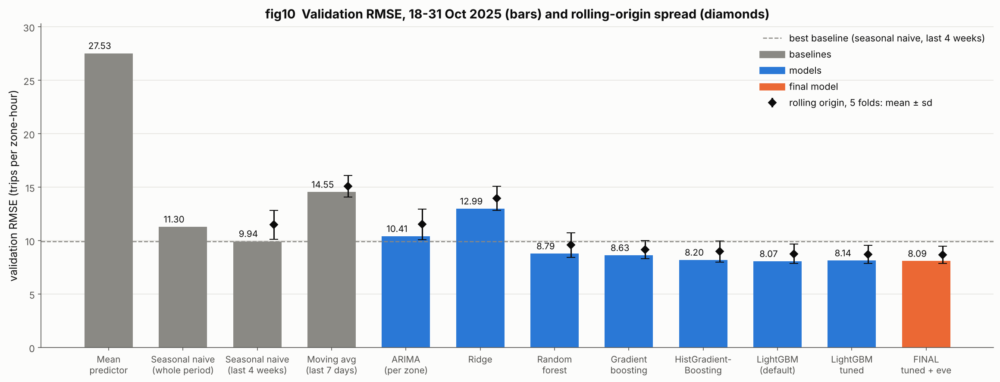 fig10  Validation RMSE, 18-31 Oct 2025 (bars) and rolling-origin spread (diamonds)
validation RMSE (trips per zone-hour)
30
25
20
15
10
5
0
best baseline (seasonal naive, last 4 weeks)
baselines
models
final model
rolling origin, 5 folds: mean ± sd
27.53
11.30
9.94
14.55
10.41
12.99
8.79
8.63
8.20
8.07
8.14
8.09
Mean
predictor
Seasonal naive
(whole period)
Seasonal naive
(last 4 weeks)
Moving avg
(last 7 days)
ARIMA
(per zone)
Ridge
Random
forest
Gradient
boosting
HistGradient-
Boosting
LightGBM
(default)
LightGBM
tuned
FINAL
tuned + eve